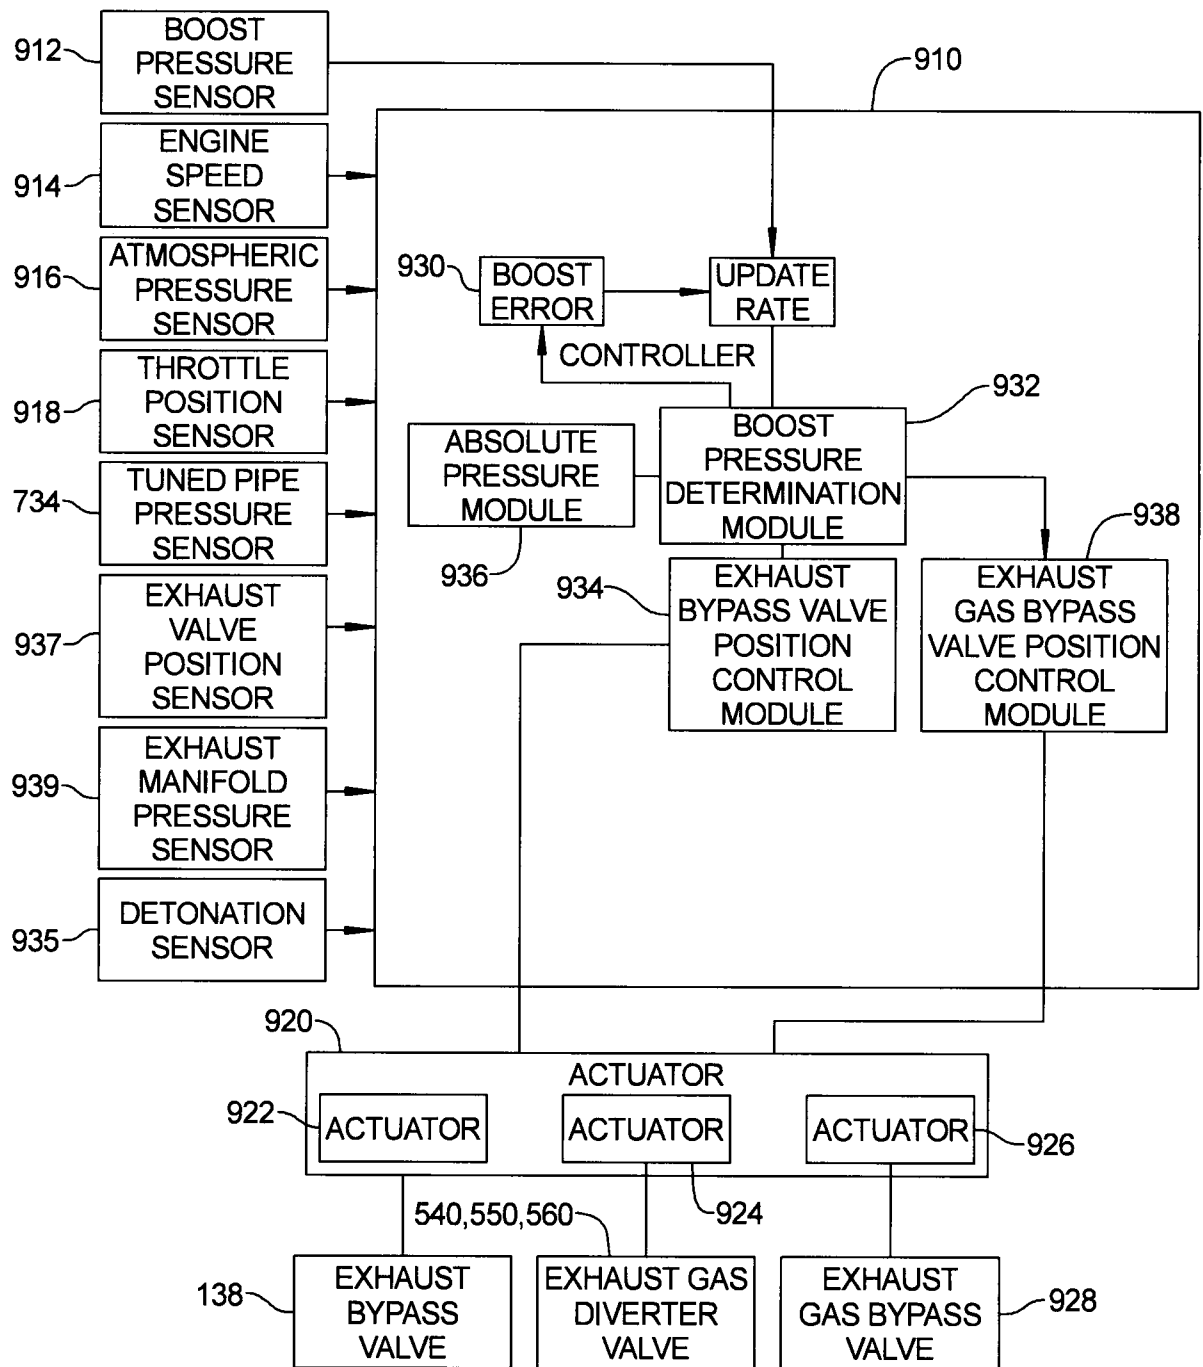 912
BOOST
PRESSURE
SENSOR
910
914
ENGINE
SPEED
SENSOR
916
ATMOSPHERIC
PRESSURE
SENSOR
930
BOOST
ERROR
UPDATE
RATE
CONTROLLER
918
THROTTLE
POSITION
SENSOR
932
BOOST
PRESSURE
DETERMINATION
MODULE
ABSOLUTE
PRESSURE
MODULE
936
734
TUNED PIPE
PRESSURE
SENSOR
938
934
EXHAUST
BYPASS VALVE
POSITION
CONTROL
MODULE
EXHAUST
GAS BYPASS
VALVE POSITION
CONTROL
MODULE
937
EXHAUST
VALVE
POSITION
SENSOR
939
EXHAUST
MANIFOLD
PRESSURE
SENSOR
935
DETONATION
SENSOR
920
ACTUATOR
922
ACTUATOR
ACTUATOR
924
ACTUATOR
926
540,550,560
138
EXHAUST
BYPASS
VALVE
EXHAUST GAS
DIVERTER
VALVE
EXHAUST
GAS BYPASS
VALVE
928